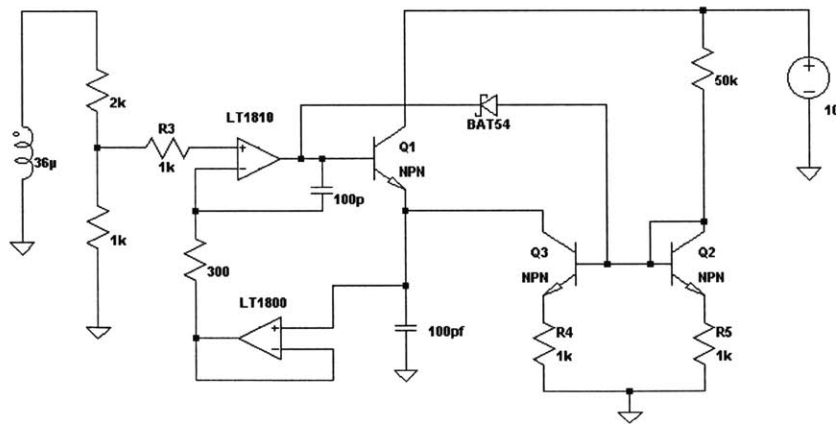 2k
50k
10
R3
LT1810
BAT54
Q1
36µ
1k
NPN
100p
1k
Q3
Q2
300
NPN
NPN
LT1800
100pf
R4
R5
1k
1k
+
-
+
-
+
-